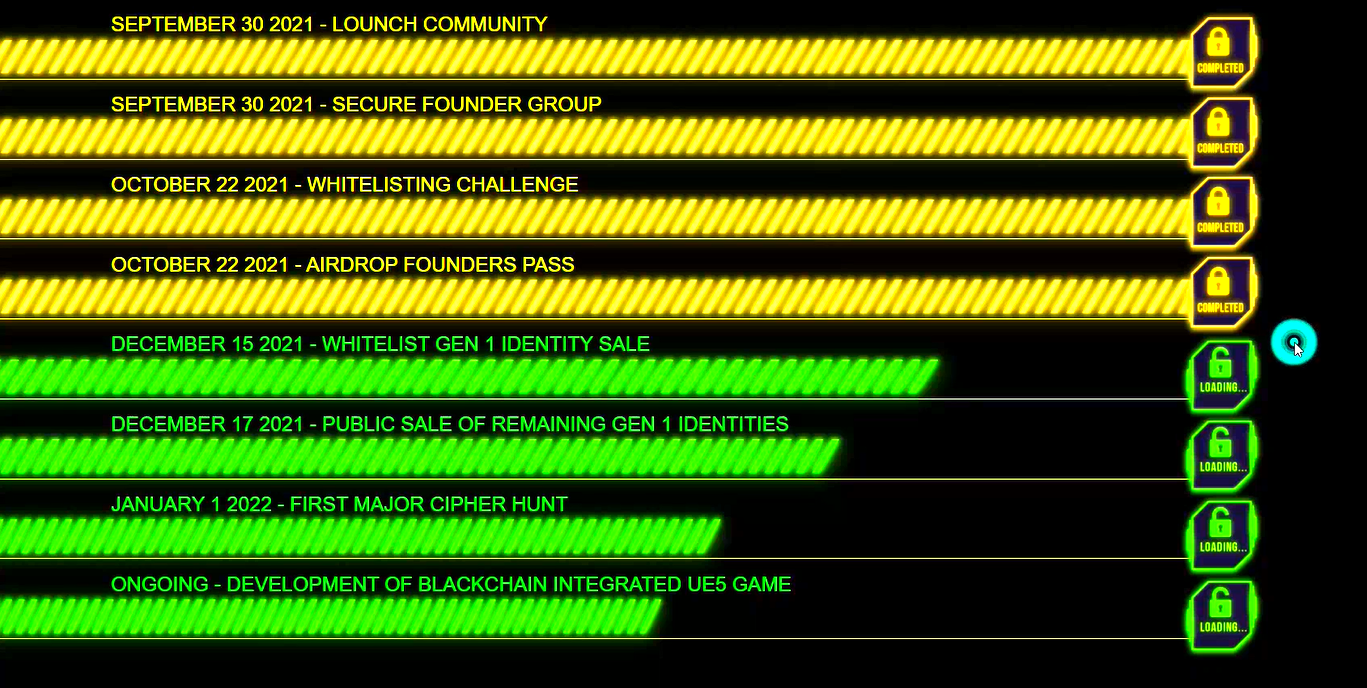 SEPTEMBER 30 2021 - LOUNCH COMMUNITY
COMPLETED
SEPTEMBER 30 2021 - SECURE FOUNDER GROUP
COMPLETED
OCTOBER 22 2021 - WHITELISTING CHALLENGE
COMPLETED
OCTOBER 22 2021 - AIRDROP FOUNDERS PASS
COMPLETED
DECEMBER 15 2021 - WHITELIST GEN 1 IDENTITY SALE
LOADING...
DECEMBER 17 2021 - PUBLIC SALE OF REMAINING GEN 1 IDENTITIES
LOADING...
JANUARY 1 2022 - FIRST MAJOR CIPHER HUNT
LOADING...
ONGOING - DEVELOPMENT OF BLACKCHAIN INTEGRATED UE5 GAME
LOADING...